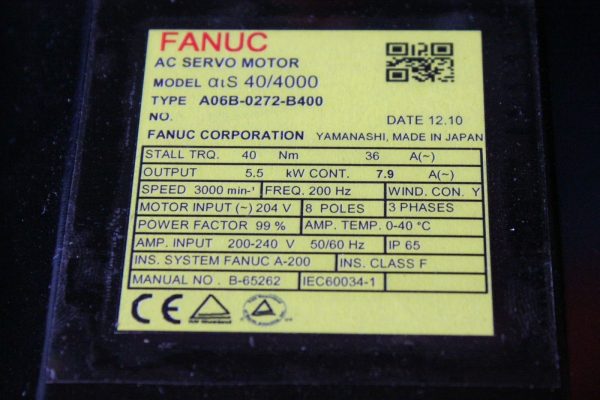 FANUC
AC SERVO MOTOR
MODEL αiS 40/4000
TYPE A06B-0272-B400
NO. DATE 12.10
FANUC CORPORATION YAMANASHI, MADE IN JAPAN
STALL TRQ. 40 Nm 36 A(~)
OUTPUT 5.5 kW CONT. 7.9 A(~)
SPEED 3000 min-¹ FREQ. 200 Hz WIND. CON. Y
MOTOR INPUT (~) 204 V 8 POLES 3 PHASES
POWER FACTOR 99 % AMP. TEMP. 0-40 °C
AMP. INPUT 200-240 V 50/60 Hz IP 65
INS. SYSTEM FANUC A-200 INS. CLASS F
MANUAL NO. B-65262 IEC60034-1
CE